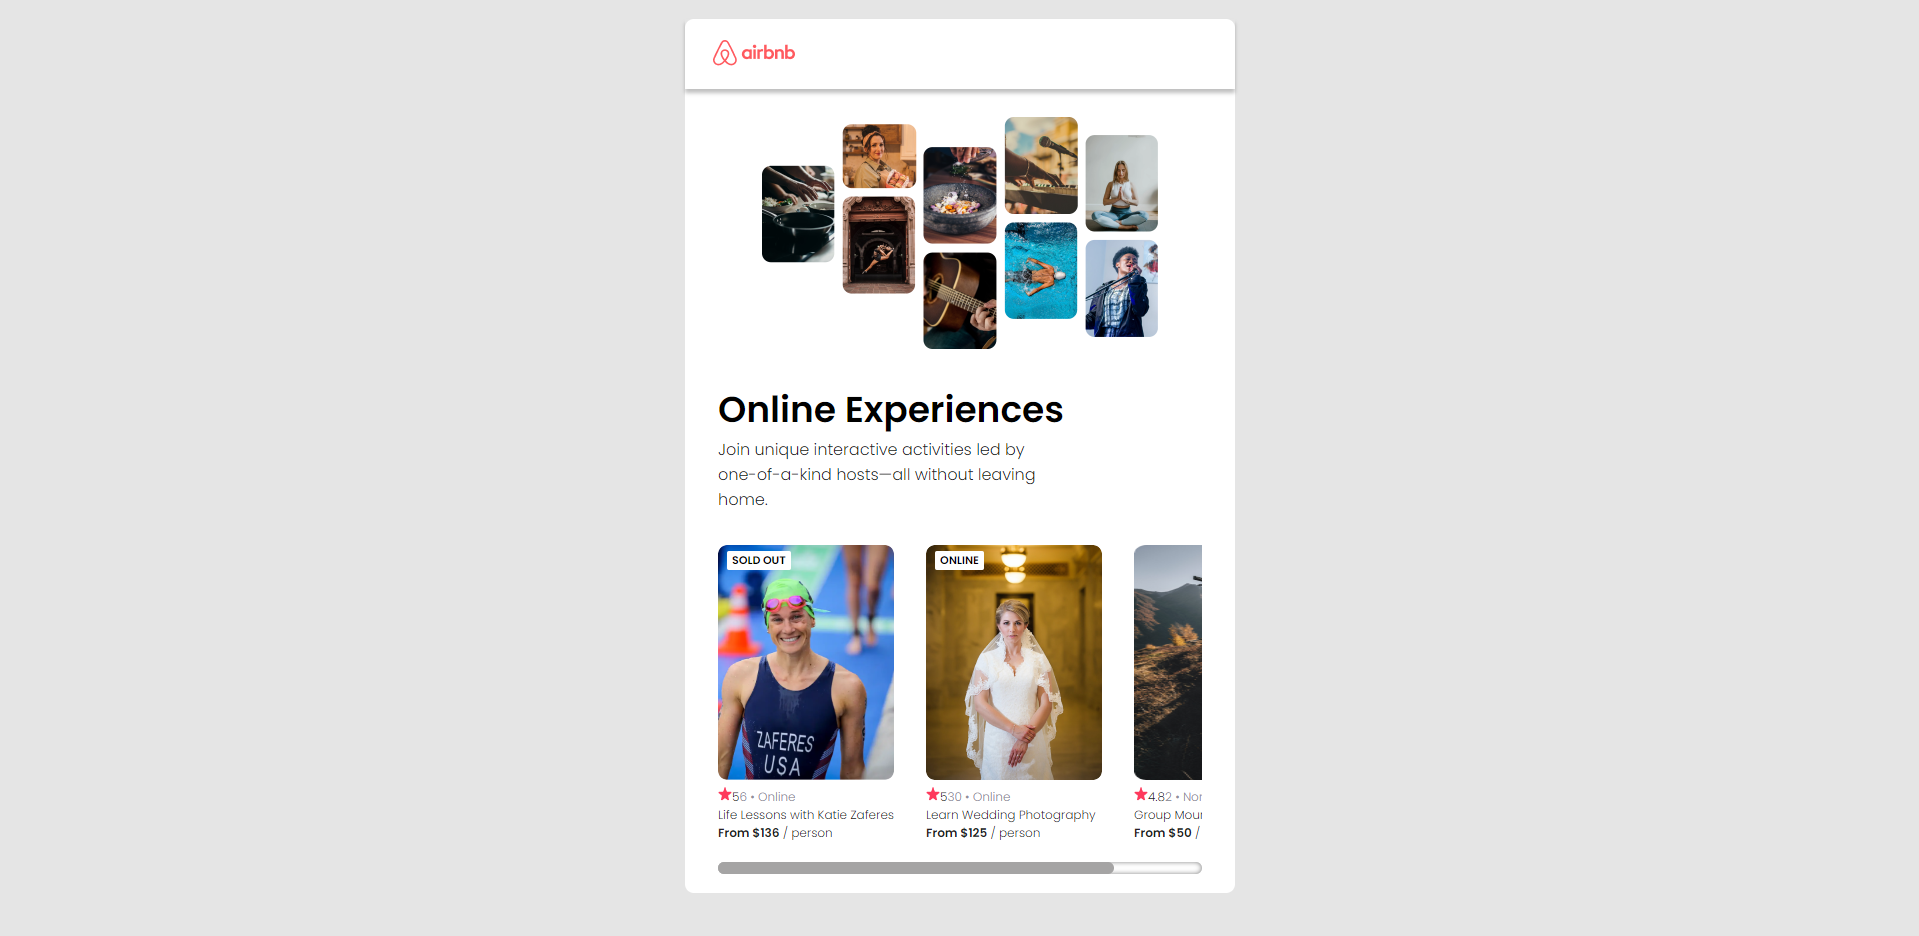 airbnb
Online Experiences
Join unique interactive activities led by
one-of-a-kind hosts—all without leaving
home.
SOLD OUT
ZAFERES
USA
56 • Online
Life Lessons with Katie Zaferes
From $136 / person
ONLINE
530 • Online
Learn Wedding Photography
From $125 / person
4.82 •
Group
From $50 /